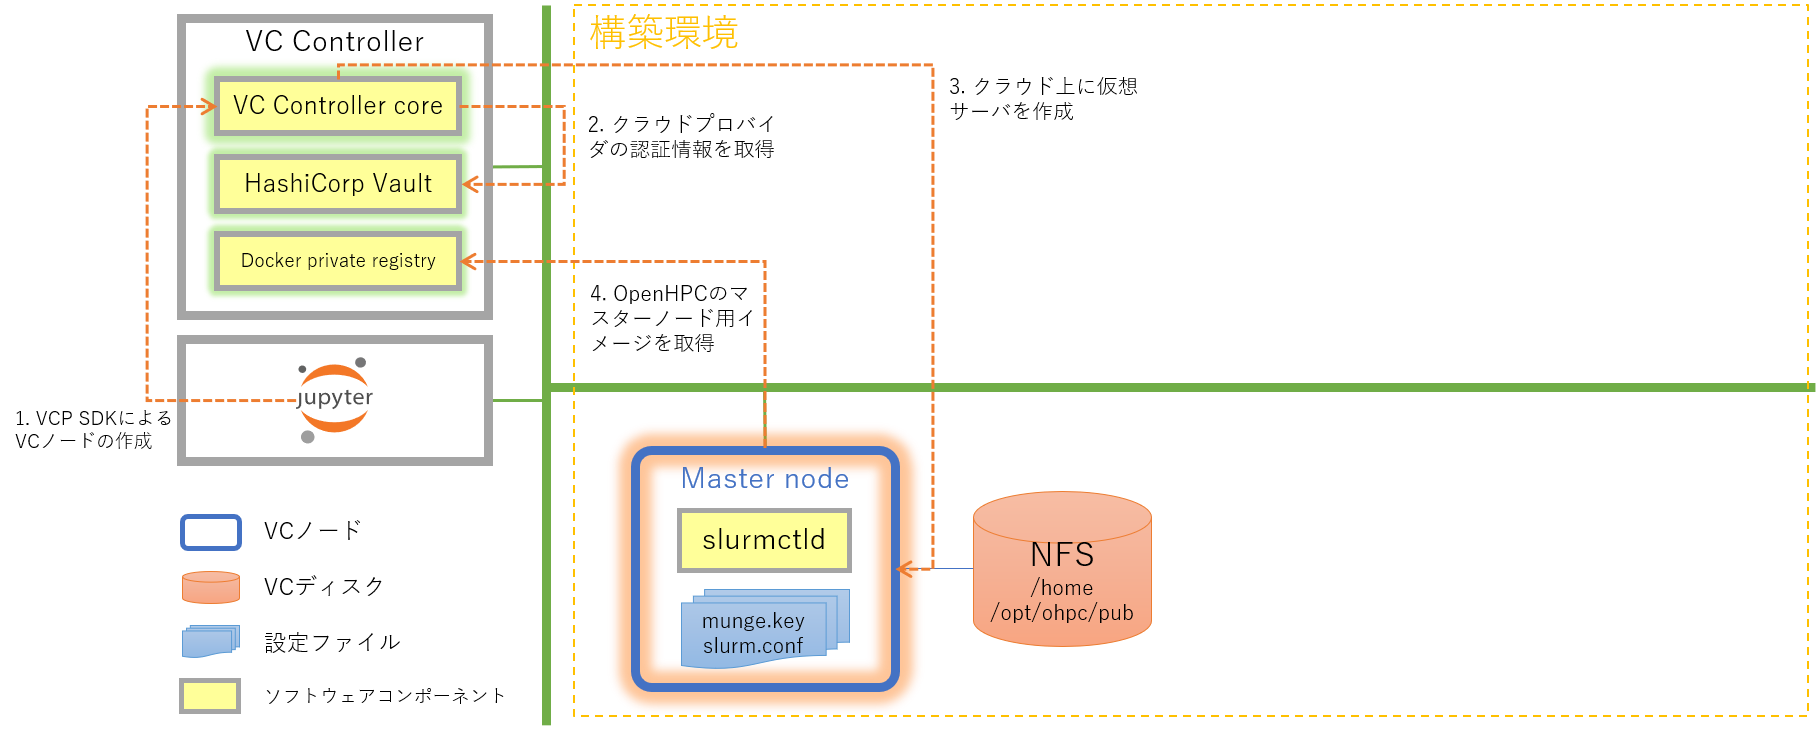 VC Controller
VC Controller core
HashiCorp Vault
Docker private registry
jupyter
1. VCP SDKによる
VCノードの作成
構築環境
2. クラウドプロバイ
ダの認証情報を取得
3. クラウド上に仮想
サーバを作成
4. OpenHPCのマ
スターノード用イ
メージを取得
Master node
slurmctld
munge.key
slurm.conf
NFS
/home
/opt/ohpc/pub
VCノード
VCディスク
設定ファイル
ソフトウェアコンポーネント